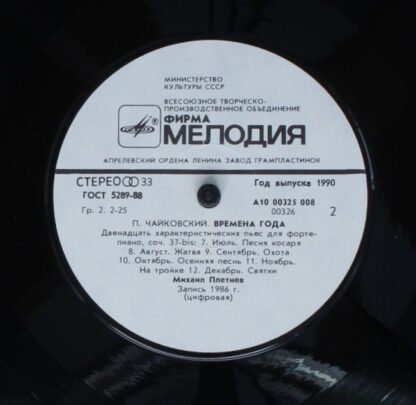 МИНИСТЕРСТВО
КУЛЬТУРЫ СССР
ВСЕСОЮЗНОЕ ТВОРЧЕСКО-
ПРОИЗВОДСТВЕННОЕ ОБЪЕДИНЕНИЕ
ФИРМА
МЕЛОДИЯ
АПРЕЛЕВСКИЙ ОРДЕНА ЛЕНИНА ЗАВОД ГРАМПЛАСТИНОК
СТЕРЕО 33
Год выпуска 1990
ГОСТ 5289-88
А10 00325 008
Гр. 2. 2-25
00326
2
П. ЧАЙКОВСКИЙ. ВРЕМЕНА ГОДА
Двенадцать характеристических пьес для форте-
пиано, соч. 37-bis: 7. Июль. Песня косаря
8. Август. Жатва 9. Сентябрь. Охота
10. Октябрь. Осенняя песнь 11. Ноябрь.
На тройке 12. Декабрь. Святки
Михаил Плетнев
Запись 1986 г.
(цифровая)